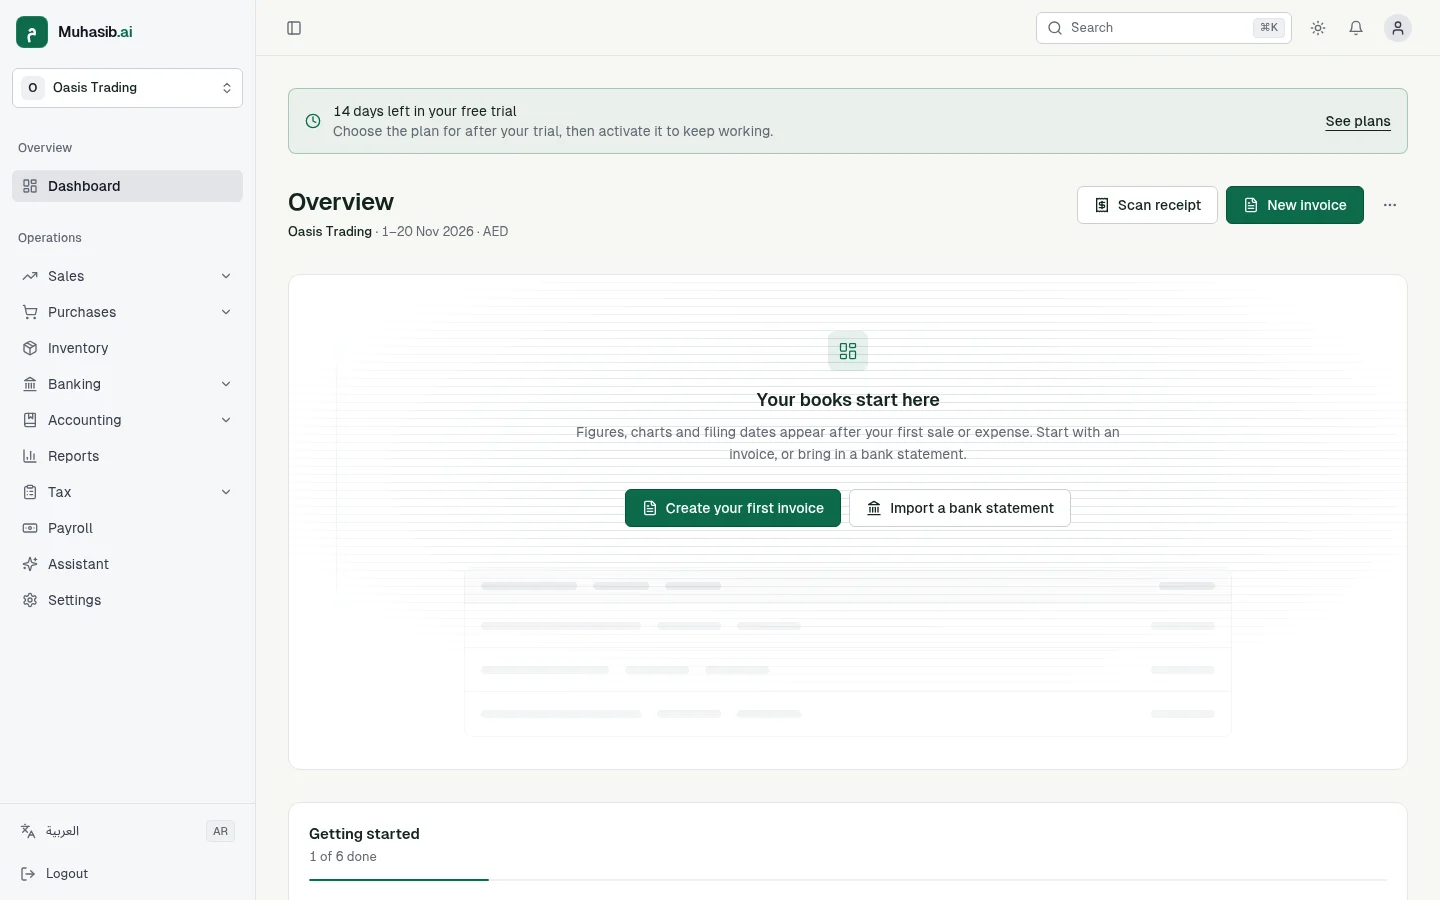 Muhasib.ai
Search
⌘K
O Oasis Trading
14 days left in your free trial
Choose the plan for after your trial, then activate it to keep working.
See plans
Overview
Dashboard
Overview
Oasis Trading · 1–20 Nov 2026 · AED
Scan receipt
New invoice
Operations
Sales
Purchases
Inventory
Banking
Accounting
Reports
Tax
Payroll
Assistant
Settings
Your books start here
Figures, charts and filing dates appear after your first sale or expense. Start with an
invoice, or bring in a bank statement.
Create your first invoice
Import a bank statement
العربية
AR
Logout
Getting started
1 of 6 done